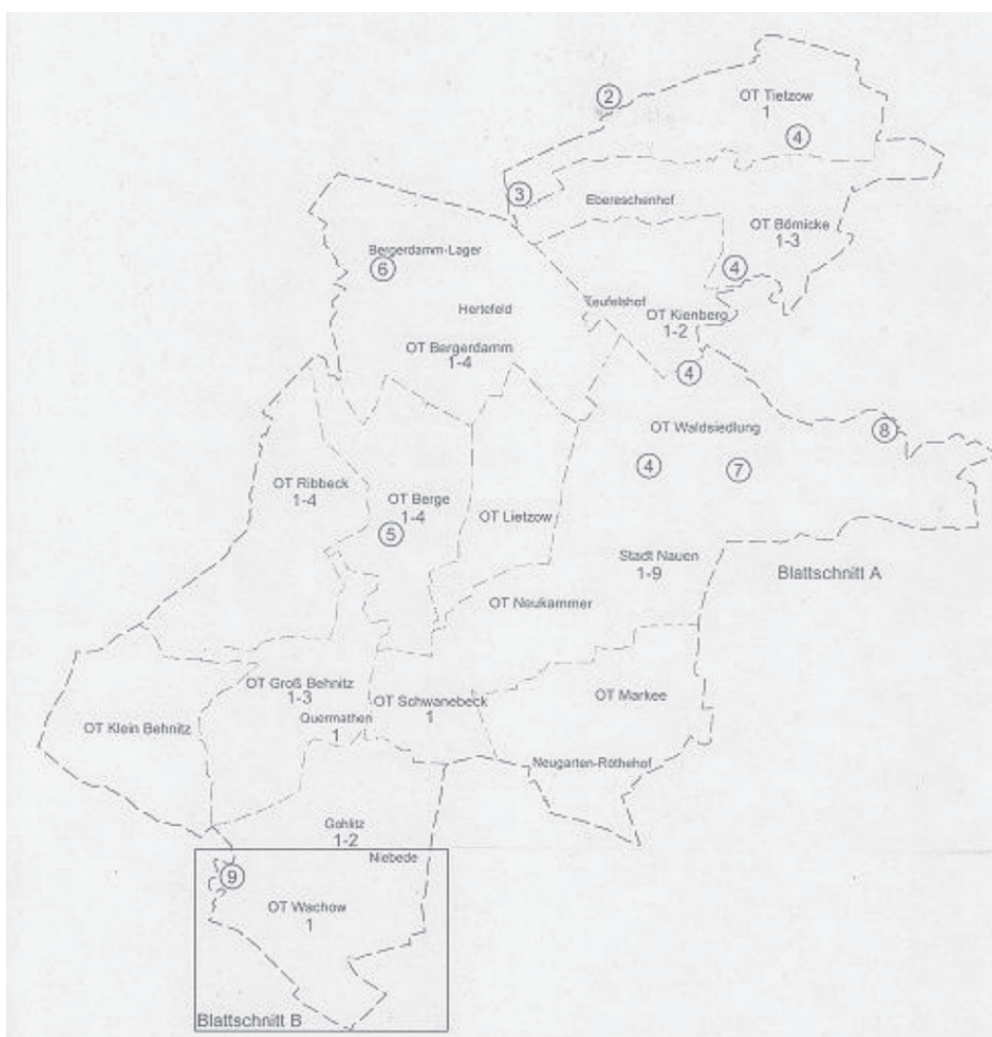 ②
OT Tietzow
1
④
③
Ebereschenhof
OT Börnicke
1-3
④
Bergerdamm-Lager
⑥
Hertefeld
Teufelshof
OT Kienberg
1-2
OT Bergerdamm
1-4
④
OT Waldsiedlung
⑧
④
⑦
OT Ribbeck
1-4
OT Berge
1-4
⑤
OT Lietzow
Stadt Nauen
1-9
Blattschnitt A
OT Neukammer
OT Groß Behnitz
1-3
OT Schwanebeck
1
OT Markee
Quermathen
1
OT Klein Behnitz
Neugarten-Röthehof
Gohlitz
1-2
Niebede
⑨
OT Wachow
1
Blattschnitt B